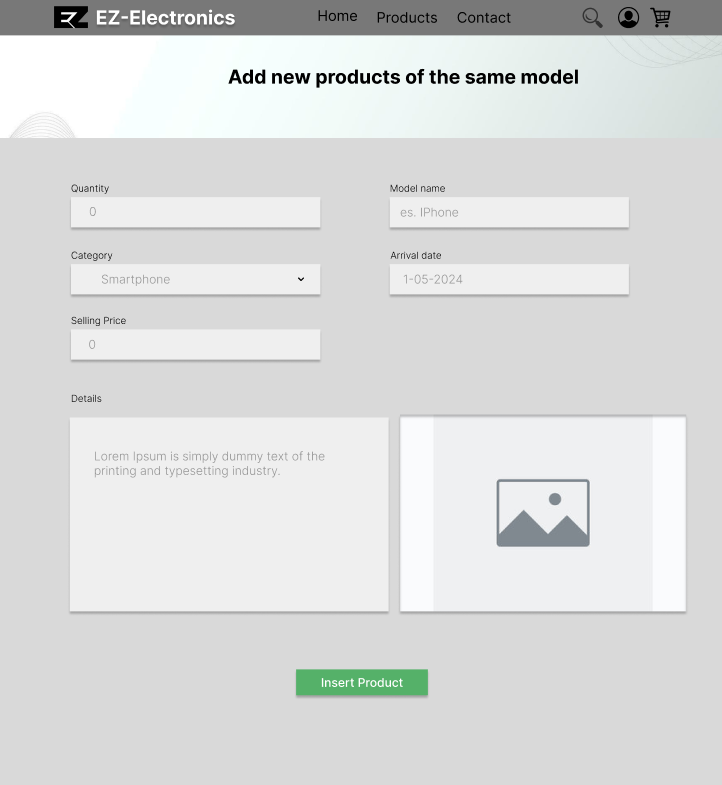 EZ-Electronics
Home Products Contact
Add new products of the same model
Quantity
0
Model name
es. IPhone
Category
Smartphone
Arrival date
1-05-2024
Selling Price
0
Details
Lorem Ipsum is simply dummy text of the
printing and typesetting industry.
Insert Product